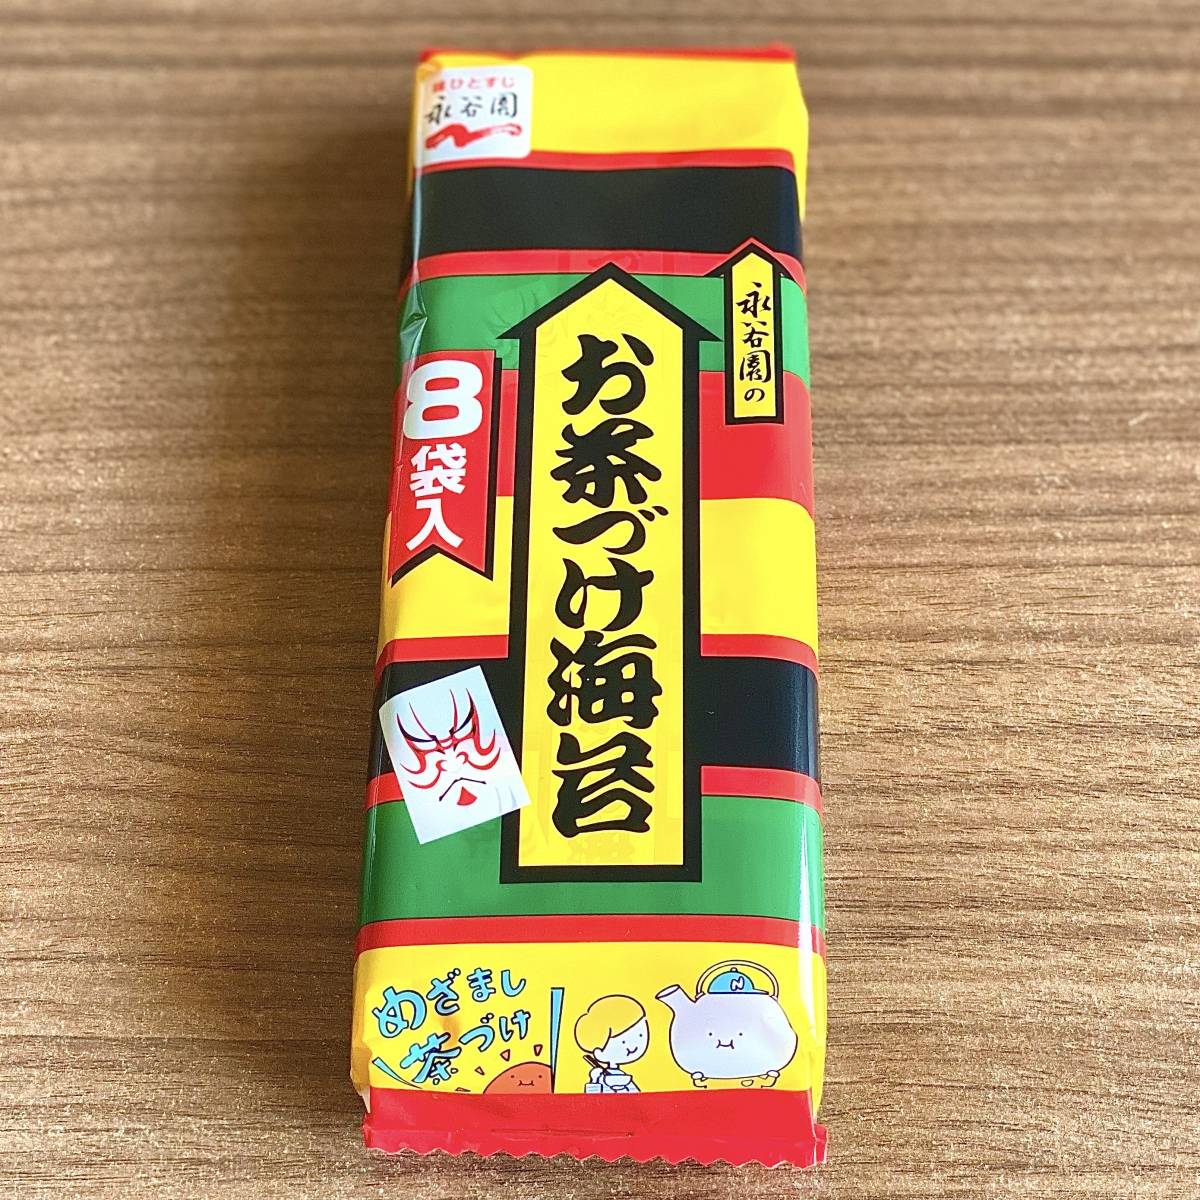 味ひとすじ
永谷園
永谷園の
お茶づけ海苔
8袋入
めざまし
茶づけ
N